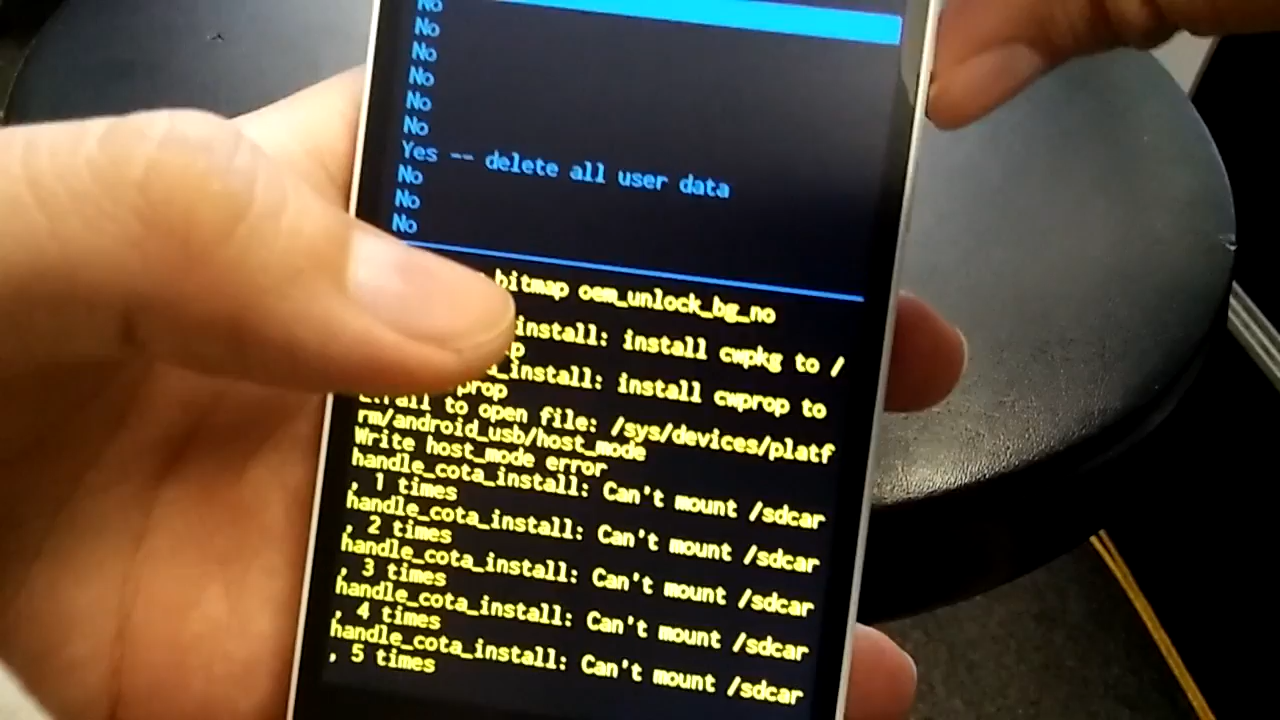 No
No
No
No
No
No
Yes -- delete all user data
No
No
No
bitmap oem_unlock_bg_no
install: install cwpkg to /
install: install cwprop to
prop
to open file: /sys/devices/platf
rm/android_usb/host_mode
Write host_mode error
handle_cota_install: Can't mount /sdcar
, 1 times
handle_cota_install: Can't mount /sdcar
, 2 times
handle_cota_install: Can't mount /sdcar
, 3 times
handle_cota_install: Can't mount /sdcar
, 4 times
handle_cota_install: Can't mount /sdcar
, 5 times